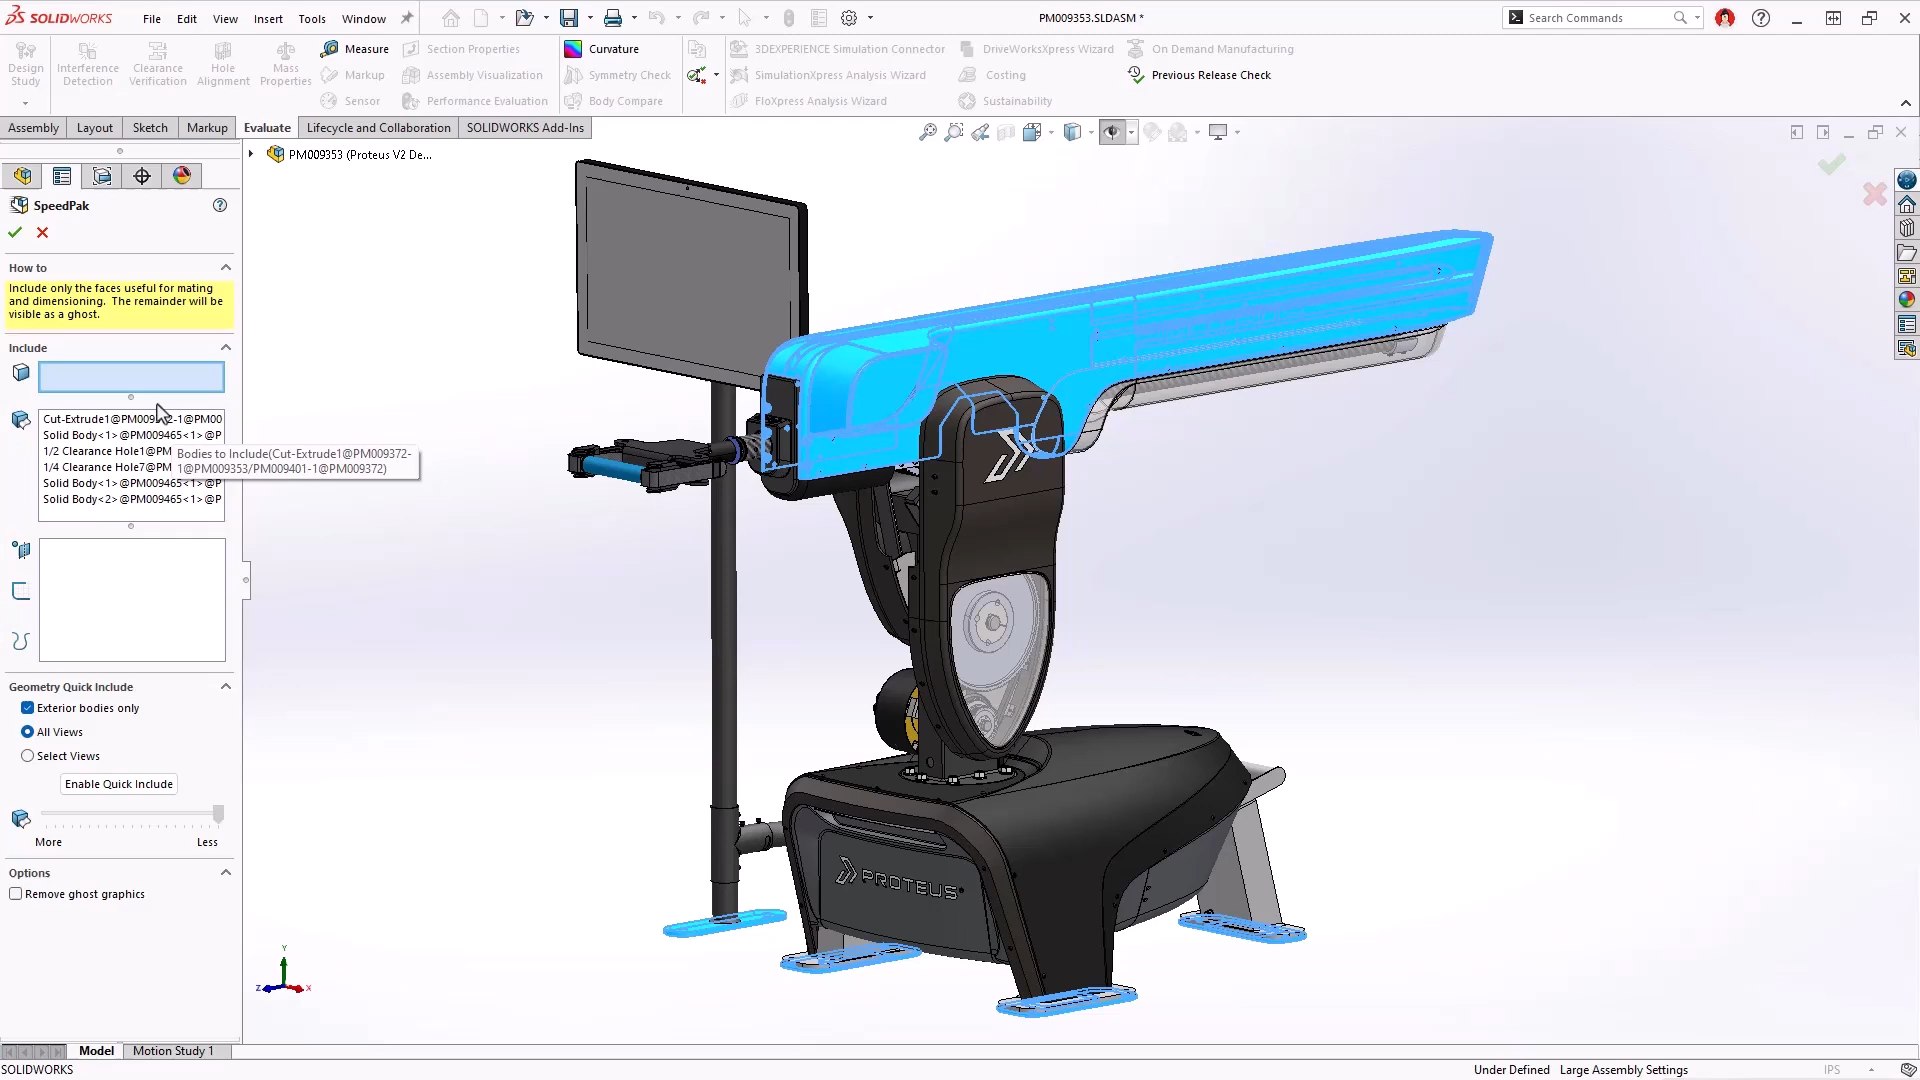 SOLIDWORKS
File Edit View Insert Tools Window
PM009353.SLDASM *
Search Commands
Design Study
Interference Detection
Clearance Verification
Hole Alignment
Mass Properties
Measure
Markup
Sensor
Section Properties
Assembly Visualization
Performance Evaluation
Curvature
Symmetry Check
Body Compare
3DEXPERIENCE Simulation Connector
SimulationXpress Analysis Wizard
FloXpress Analysis Wizard
DriveWorksXpress Wizard
Costing
Sustainability
On Demand Manufacturing
Previous Release Check
Assembly Layout Sketch Markup Evaluate Lifecycle and Collaboration SOLIDWORKS Add-Ins
PM009353 (Proteus V2 De...
SpeedPak
How to
Include only the faces useful for mating
and dimensioning. The remainder will be
visible as a ghost.
Include
Cut-Extrude1@PM009 2-1@PM00
Solid Body<1>@PM009465<1>@P
1/2 Clearance Hole1@PM
1/4 Clearance Hole7@PM
Solid Body<1>@PM009465<1>@P
Solid Body<2>@PM009465<1>@P
Bodies to Include(Cut-Extrude1@PM009372-
1@PM009353/PM009401-1@PM009372)
Geometry Quick Include
Exterior bodies only
All Views
Select Views
Enable Quick Include
More Less
Options
Remove ghost graphics
PROTEUS
Y
Z X
Model Motion Study 1
SOLIDWORKS
Under Defined Large Assembly Settings IPS